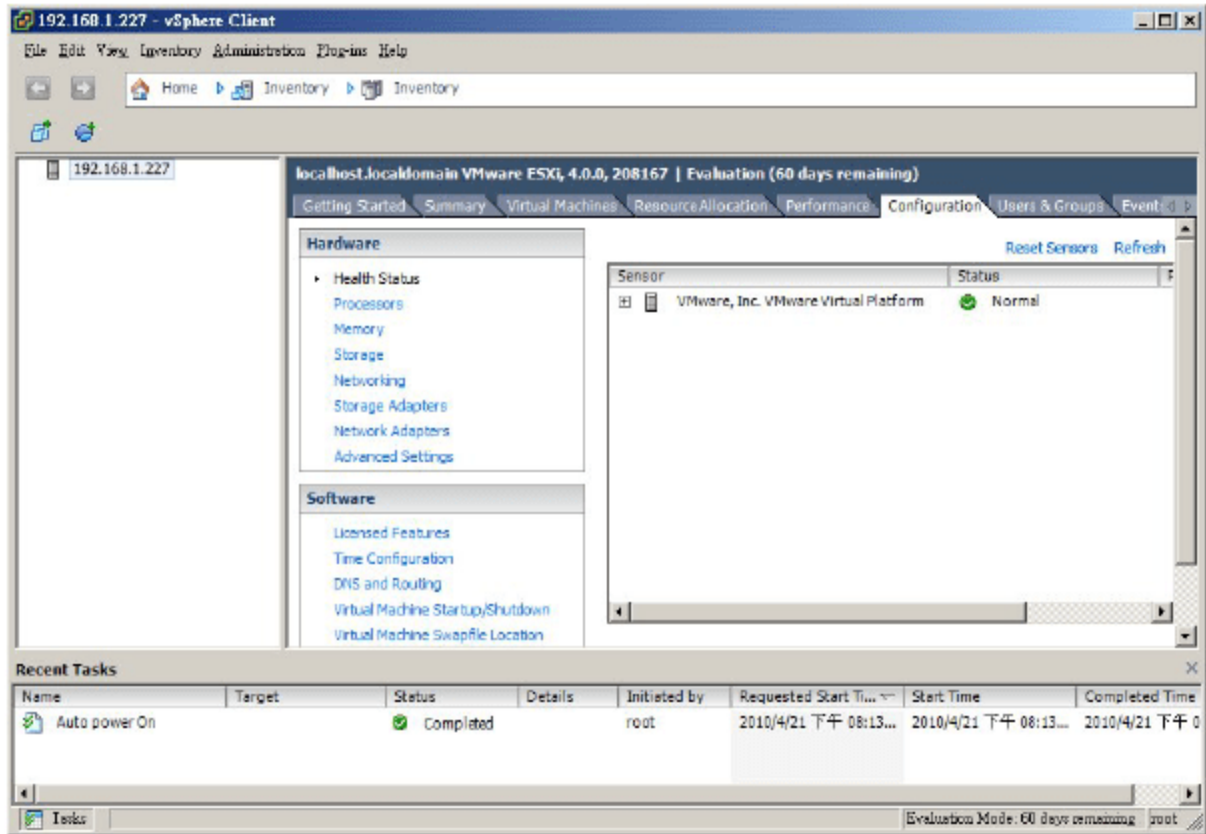 192.168.1.227 - vSphere Client
File Edit View Inventory Administration Plug-ins Help
Home Inventory Inventory
192.168.1.227
localhost.localdomain VMware ESXi, 4.0.0, 208167 | Evaluation (60 days remaining)
Getting Started Summary Virtual Machines Resource Allocation Performance Configuration Users & Groups Event
Hardware
Health Status
Processors
Memory
Storage
Networking
Storage Adapters
Network Adapters
Advanced Settings
Software
Licensed Features
Time Configuration
DNS and Routing
Virtual Machine Startup/Shutdown
Virtual Machine Swapfile Location
Reset Sensors Refresh
Sensor Status
VMware, Inc. VMware Virtual Platform Normal
Recent Tasks
Name Target Status Details Initiated by Requested Start Ti... Start Time Completed Time
Auto power On Completed root 2010/4/21 下午 08:13... 2010/4/21 下午 08:13... 2010/4/21 下午 0
Tasks Evaluation Mode: 60 days remaining root